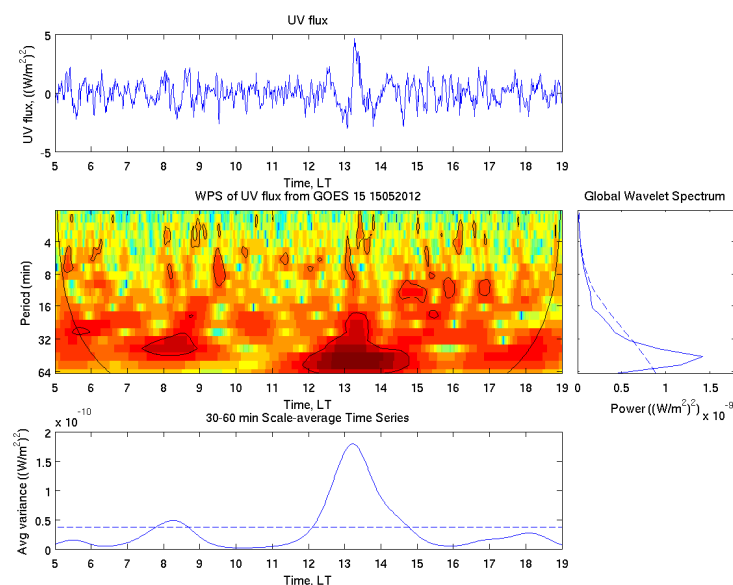 UV flux
UV flux, ((W/m²)²)
5
0
-5
5 6 7 8 9 10 11 12 13 14 15 16 17 18 19
Time, LT
WPS of UV flux from GOES 15 15052012
Period (min)
4
8
16
32
64
5 6 7 8 9 10 11 12 13 14 15 16 17 18 19
Time, LT
Global Wavelet Spectrum
0 0.5 1 1.5
Power ((W/m²)²) x 10⁻⁹
x 10⁻¹⁰
30-60 min Scale-average Time Series
Avg variance ((W/m²)²)
2
1.5
1
0.5
0
5 6 7 8 9 10 11 12 13 14 15 16 17 18 19
Time, LT